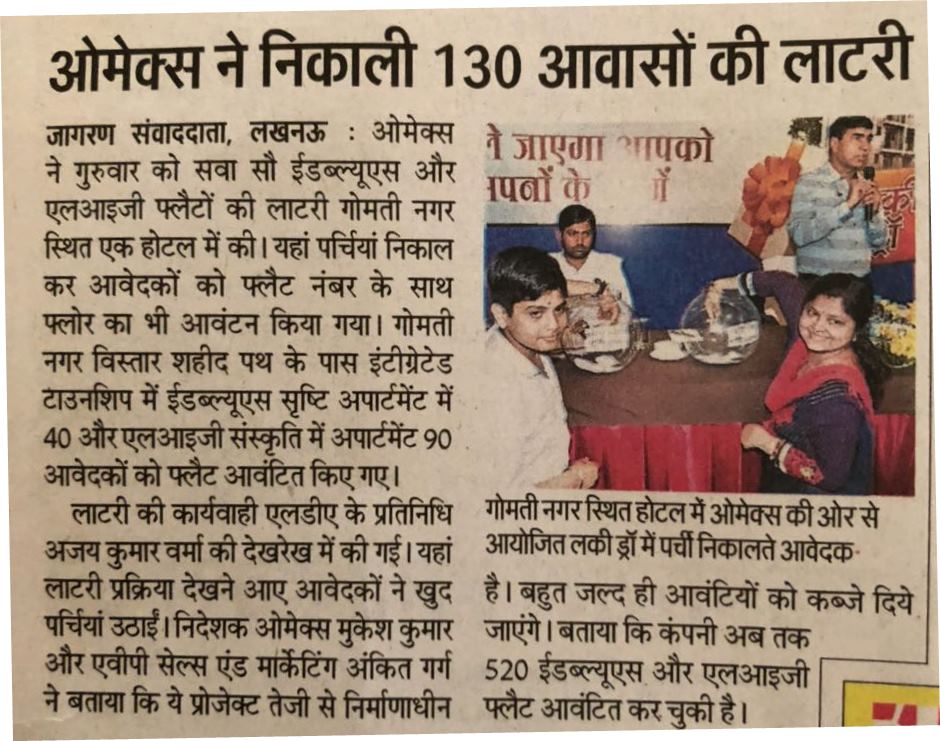 ओमेक्स ने निकाली 130 आवासों की लाटरी
जागरण संवाददाता, लखनऊ : ओमेक्स
ने गुरुवार को सवा सौ ईडब्ल्यूएस और
एलआइजी फ्लैटों की लाटरी गोमती नगर
स्थित एक होटल में की। यहां पर्चियां निकाल
कर आवेदकों को फ्लैट नंबर के साथ
फ्लोर का भी आवंटन किया गया। गोमती
नगर विस्तार शहीद पथ के पास इंटीग्रेटेड
टाउनशिप में ईडब्ल्यूएस सृष्टि अपार्टमेंट में
40 और एलआइजी संस्कृति में अपार्टमेंट 90
आवेदकों को फ्लैट आवंटित किए गए।
लाटरी की कार्यवाही एलडीए के प्रतिनिधि
अजय कुमार वर्मा की देखरेख में की गई। यहां
लाटरी प्रक्रिया देखने आए आवेदकों ने खुद
पर्चियां उठाईं। निदेशक ओमेक्स मुकेश कुमार
और एवीपी सेल्स एंड मार्केटिंग अंकित गर्ग
ने बताया कि ये प्रोजेक्ट तेजी से निर्माणाधीन
जाएगा आपको
के
गोमती नगर स्थित होटल में ओमेक्स की ओर से
आयोजित लकी ड्रॉ में पर्ची निकालते आवेदक
है। बहुत जल्द ही आवंटियों को कब्जे दिये
जाएंगे। बताया कि कंपनी अब तक
520 ईडब्ल्यूएस और एलआइजी
फ्लैट आवंटित कर चुकी है।